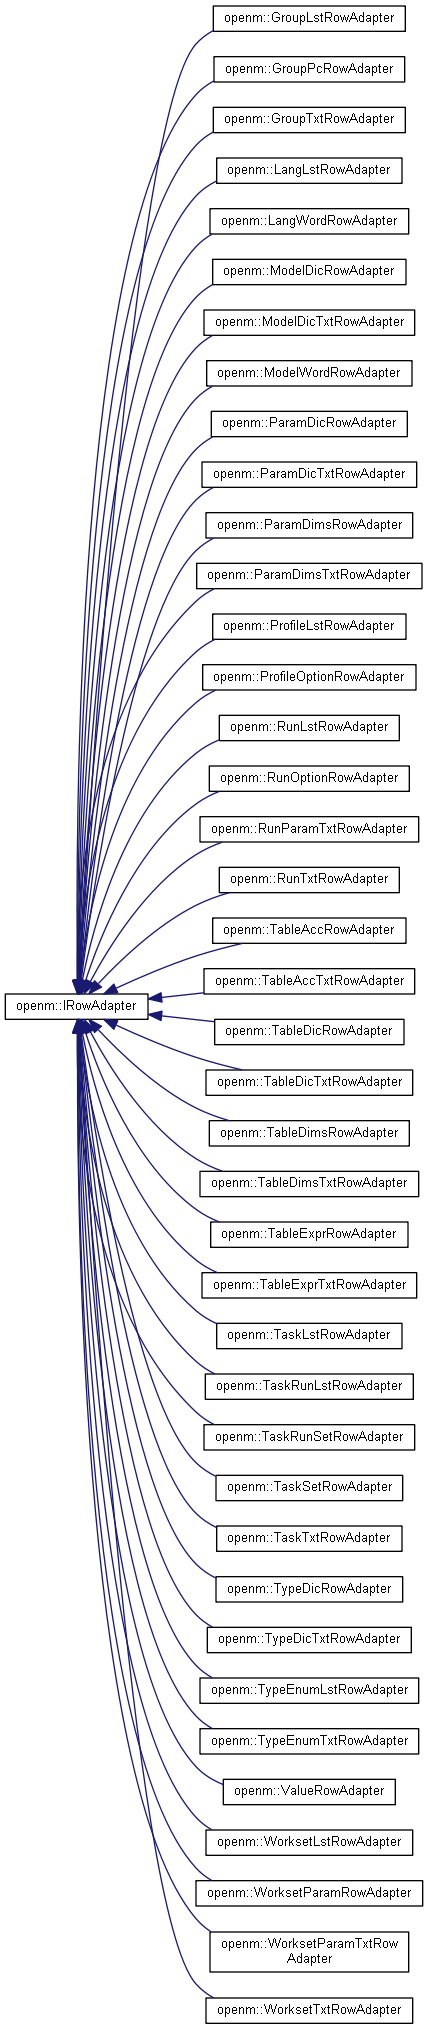 openm::GroupLstRowAdapter
openm::GroupPcRowAdapter
openm::GroupTxtRowAdapter
openm::LangLstRowAdapter
openm::LangWordRowAdapter
openm::ModelDicRowAdapter
openm::ModelDicTxtRowAdapter
openm::ModelWordRowAdapter
openm::ParamDicRowAdapter
openm::ParamDicTxtRowAdapter
openm::ParamDimsRowAdapter
openm::ParamDimsTxtRowAdapter
openm::ProfileLstRowAdapter
openm::ProfileOptionRowAdapter
openm::RunLstRowAdapter
openm::RunOptionRowAdapter
openm::RunParamTxtRowAdapter
openm::RunTxtRowAdapter
openm::TableAccRowAdapter
openm::TableAccTxtRowAdapter
openm::IRowAdapter
openm::TableDicRowAdapter
openm::TableDicTxtRowAdapter
openm::TableDimsRowAdapter
openm::TableDimsTxtRowAdapter
openm::TableExprRowAdapter
openm::TableExprTxtRowAdapter
openm::TaskLstRowAdapter
openm::TaskRunLstRowAdapter
openm::TaskRunSetRowAdapter
openm::TaskSetRowAdapter
openm::TaskTxtRowAdapter
openm::TypeDicRowAdapter
openm::TypeDicTxtRowAdapter
openm::TypeEnumLstRowAdapter
openm::TypeEnumTxtRowAdapter
openm::ValueRowAdapter
openm::WorksetLstRowAdapter
openm::WorksetParamRowAdapter
openm::WorksetParamTxtRow
Adapter
openm::WorksetTxtRowAdapter